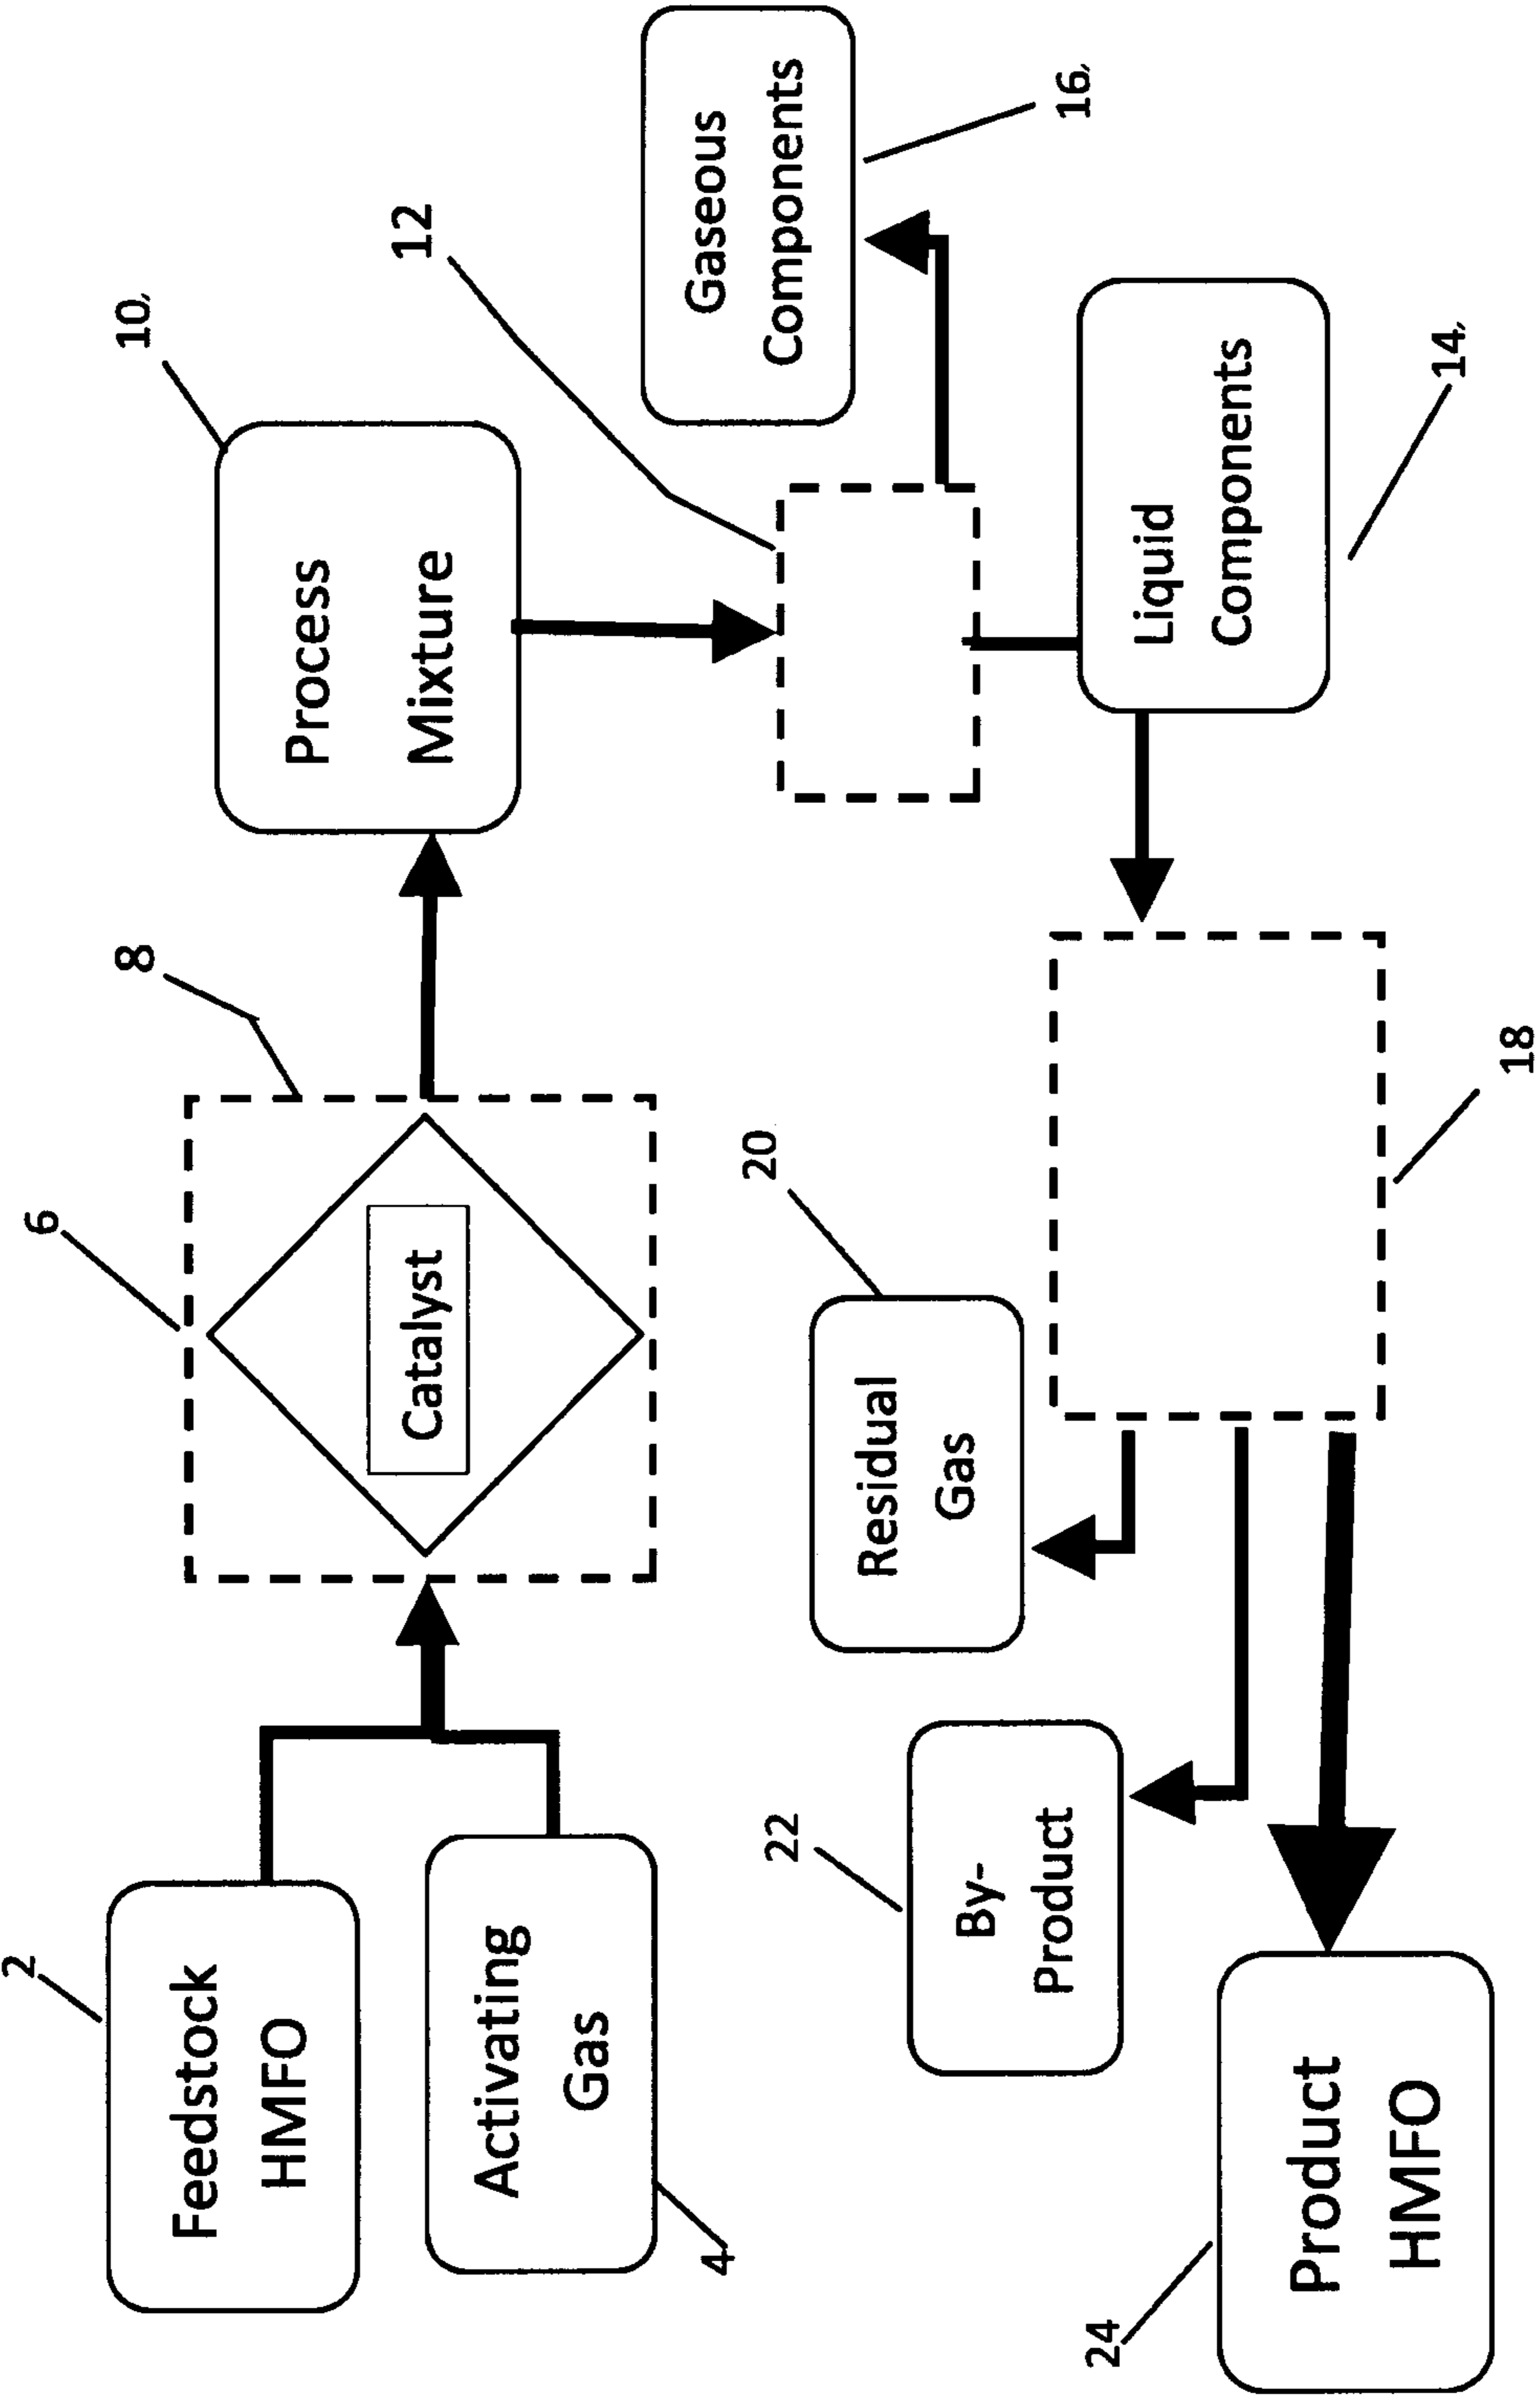 2
Feedstock
HMFO
4
Activating
Gas
6
8
Catalyst
10,
Process
Mixture
12
Gaseous
Components
16,
Liquid
Components
14,
18
20
Residual
Gas
22
By-
Product
24
Product
HMFO